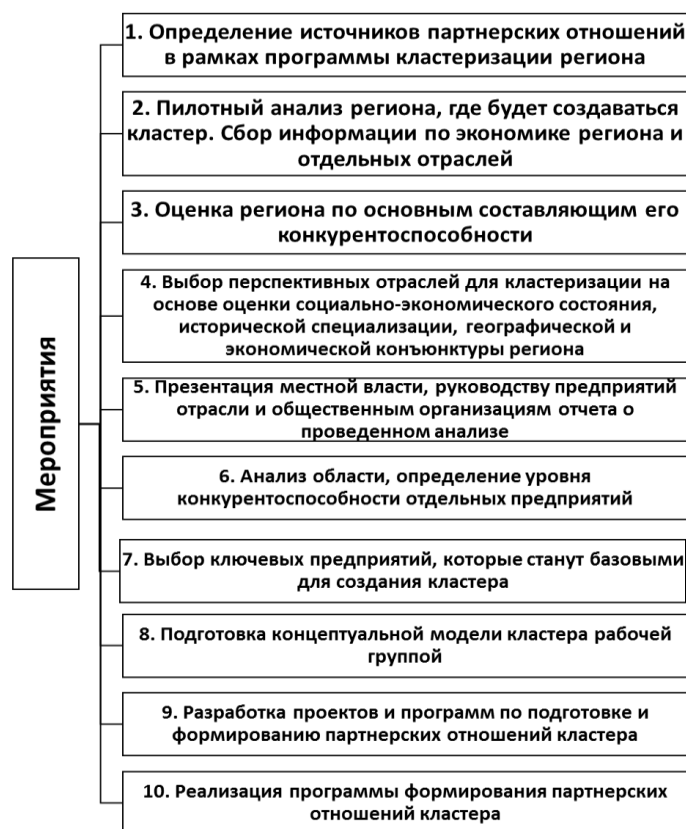 Мероприятия
1. Определение источников партнерских отношений
в рамках программы кластеризации региона
2. Пилотный анализ региона, где будет создаваться
кластер. Сбор информации по экономике региона и
отдельных отраслей
3. Оценка региона по основным составляющим его
конкурентоспособности
4. Выбор перспективных отраслей для кластеризации на
основе оценки социально-экономического состояния,
исторической специализации, географической и
экономической конъюнктуры региона
5. Презентация местной власти, руководству предприятий
отрасли и общественным организациям отчета о
проведенном анализе
6. Анализ области, определение уровня
конкурентоспособности отдельных предприятий
7. Выбор ключевых предприятий, которые станут базовыми
для создания кластера
8. Подготовка концептуальной модели кластера рабочей
группой
9. Разработка проектов и программ по подготовке и
формированию партнерских отношений кластера
10. Реализация программы формирования партнерских
отношений кластера